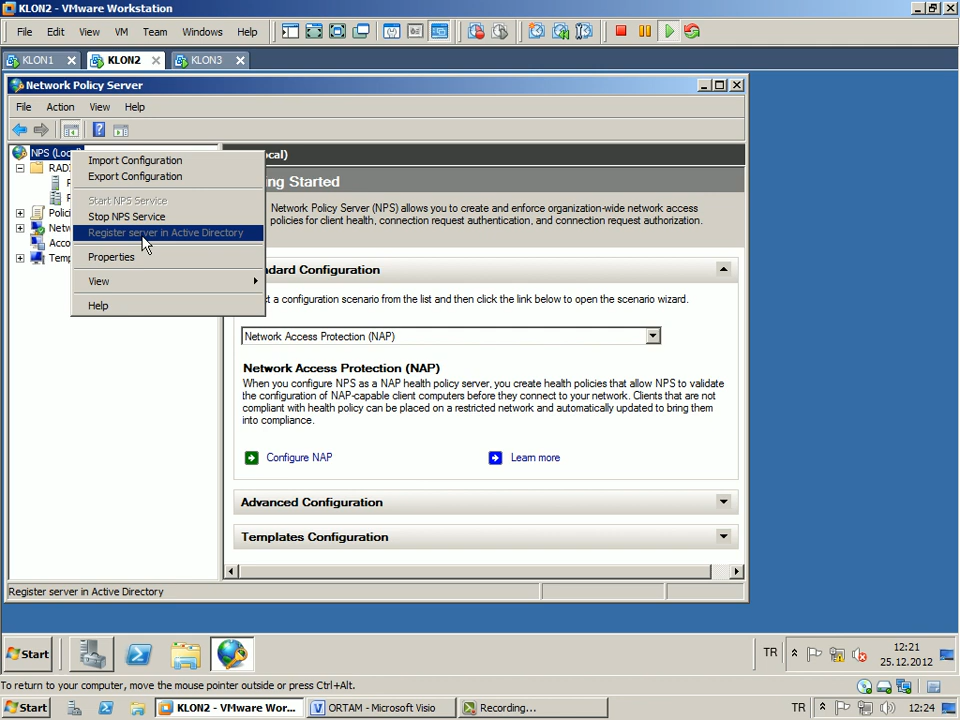 KLON2 - VMware Workstation
File Edit View VM Team Windows Help
KLON1 KLON2 KLON3
Network Policy Server
File Action View Help
NPS (Loc
Import Configuration
Export Configuration
Start NPS Service
Stop NPS Service
Register server in Active Directory
Properties
View
Help
RADI
Polici
Netw
Acco
Temp
ocal)
ng Started
Network Policy Server (NPS) allows you to create and enforce organization-wide network access
policies for client health, connection request authentication, and connection request authorization.
ndard Configuration
t a configuration scenario from the list and then click the link below to open the scenario wizard.
Network Access Protection (NAP)
Network Access Protection (NAP)
When you configure NPS as a NAP health policy server, you create health policies that allow NPS to validate
the configuration of NAP-capable client computers before they connect to your network. Clients that are not
compliant with health policy can be placed on a restricted network and automatically updated to bring them
into compliance.
Configure NAP Learn more
Advanced Configuration
Templates Configuration
Register server in Active Directory
Start TR 12:21
25.12.2012
To return to your computer, move the mouse pointer outside or press Ctrl+Alt.
Start KLON2 - VMware Wor... ORTAM - Microsoft Visio Recording... TR 12:24